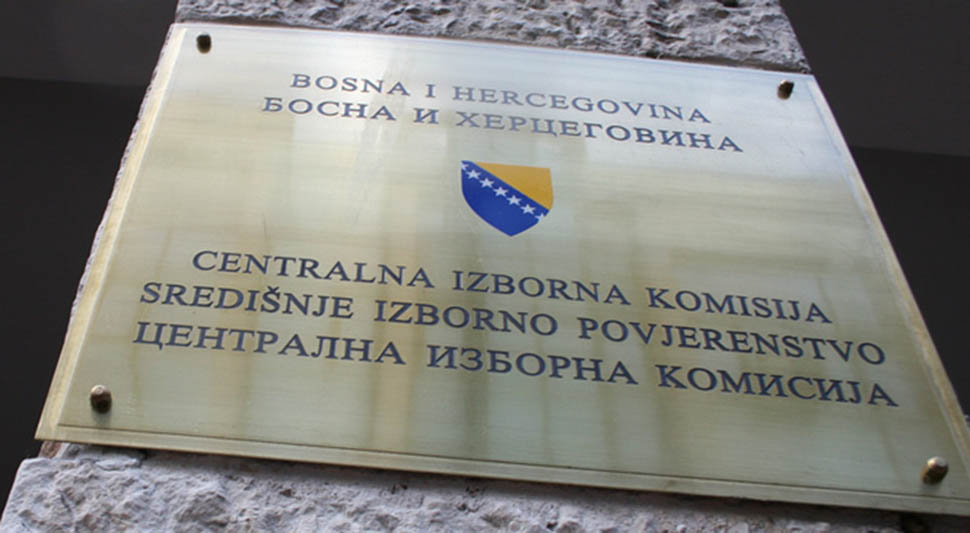 BOSNA I HERCEGOVINA
БОСНА И ХЕРЦЕГОВИНА
CENTRALNA IZBORNA KOMISIJA
SREDIŠNJE IZBORNO POVJERENSTVO
ЦЕНТРАЛНА ИЗБОРНА КОМИСИЈА